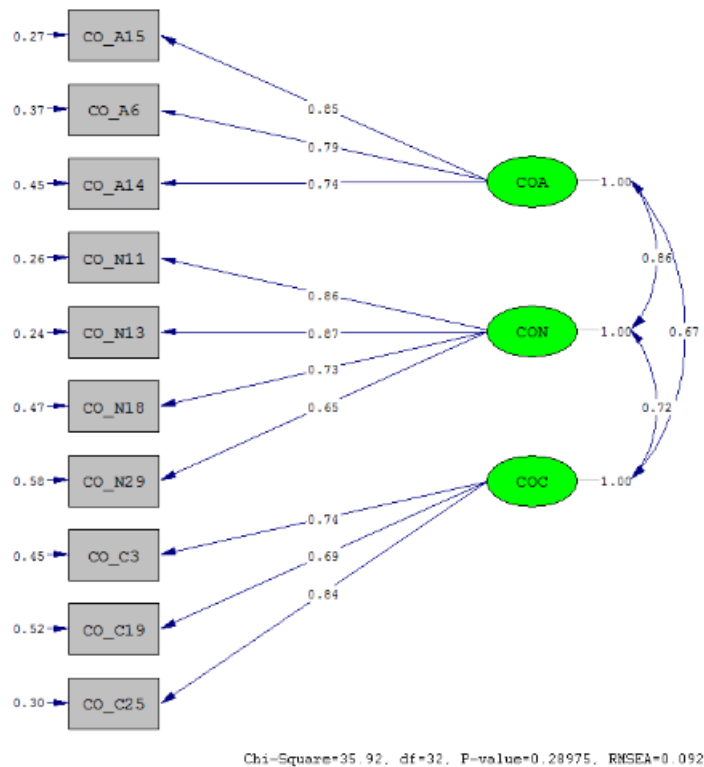 0.27 CO_A15
0.85
0.37 CO_A6
0.79
0.45 CO_A14
0.74
COA 1.00
0.26 CO_N11
0.86
0.86
0.24 CO_N13
0.87
CON 1.00
0.67
0.47 CO_N18
0.73
0.65
0.72
0.58 CO_N29
COC 1.00
0.45 CO_C3
0.74
0.69
0.84
0.52 CO_C19
0.30 CO_C25
Chi-Square=35.92, df=32, P-value=0.28975, RMSEA=0.092